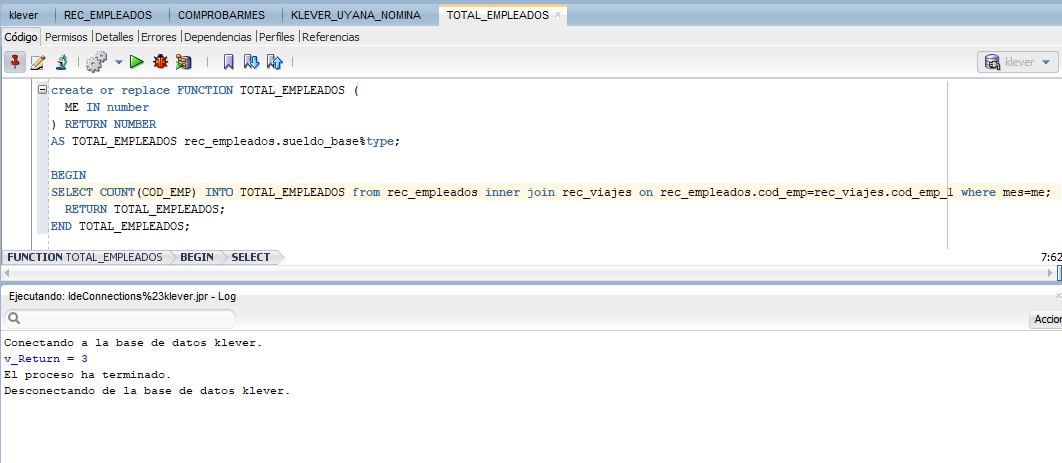 klever REC_EMPLEADOS COMPROBARMES KLEVER_UYANA_NOMINA TOTAL_EMPLEADOS
Código Permisos Detalles Errores Dependencias Perfiles Referencias
klever
create or replace FUNCTION TOTAL_EMPLEADOS (
ME IN number
) RETURN NUMBER
AS TOTAL_EMPLEADOS rec_empleados.sueldo_base%type;
BEGIN
SELECT COUNT(COD_EMP) INTO TOTAL_EMPLEADOS from rec_empleados inner join rec_viajes on rec_empleados.cod_emp=rec_viajes.cod_emp_1 where mes=me;
RETURN TOTAL_EMPLEADOS;
END TOTAL_EMPLEADOS;
FUNCTION TOTAL_EMPLEADOS BEGIN SELECT 7:62
Ejecutando: IdeConnections%23klever.jpr - Log
Accion
Conectando a la base de datos klever.
v_Return = 3
El proceso ha terminado.
Desconectando de la base de datos klever.